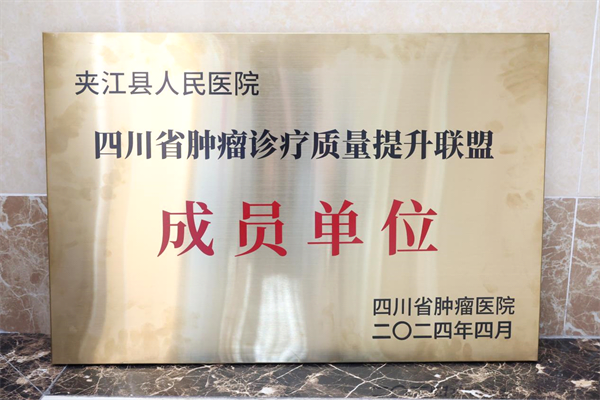 夹江县人民医院
四川省肿瘤诊疗质量提升联盟
成员单位
四川省肿瘤医院
二〇二四年四月